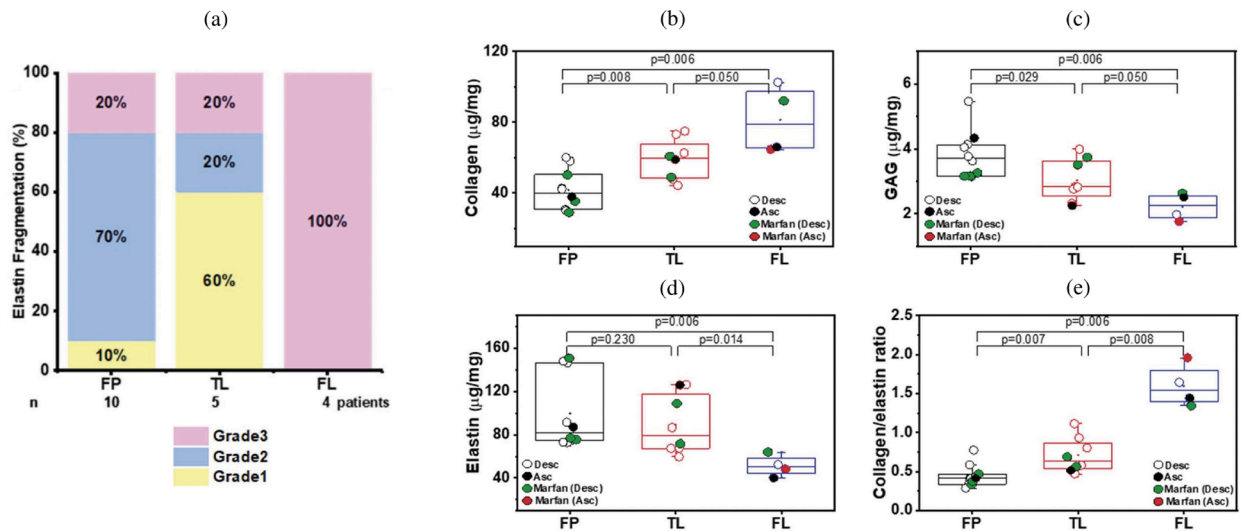 (a)
Elastin Fragmentation (%)
100
80
60
40
20
0
20%
70%
10%
20%
20%
60%
100%
FP
TL
FL
n
10
5
4 patients
Grade3
Grade2
Grade1
(b)
Collagen (μg/mg)
120
80
40
0
p=0.006
p=0.008
p=0.050
Desc
Asc
Marfan (Desc)
Marfan (Asc)
FP
TL
FL
(c)
GAG (μg/mg)
6
4
2
p=0.006
p=0.029
p=0.050
Desc
Asc
Marfan (Desc)
Marfan (Asc)
FP
TL
FL
(d)
Elastin (μg/mg)
160
120
80
40
p=0.006
p=0.230
p=0.014
Desc
Asc
Marfan (Desc)
Marfan (Asc)
FP
TL
FL
(e)
Collagen/elastin ratio
2.5
2.0
1.5
1.0
0.5
0.0
p=0.006
p=0.007
p=0.008
Desc
Asc
Marfan (Desc)
Marfan (Asc)
FP
TL
FL